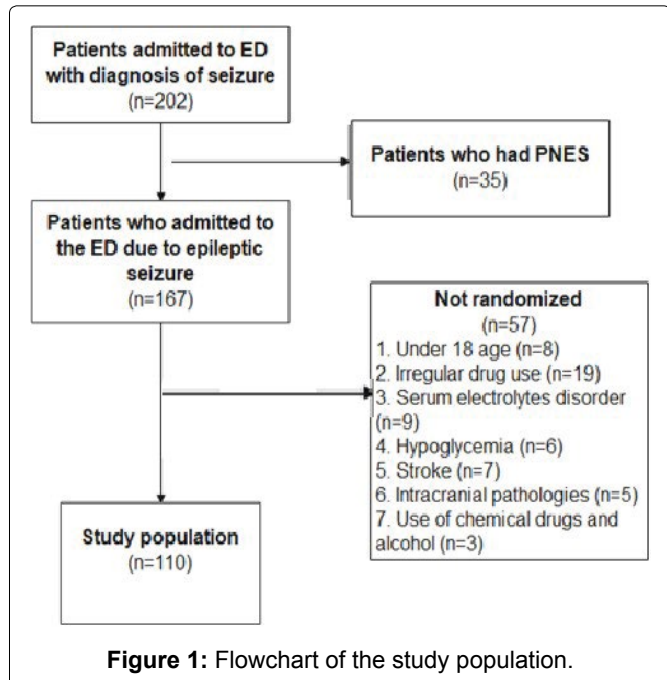 Patients admitted to ED
with diagnosis of seizure
(n=202)
Patients who had PNES
(n=35)
Patients who admitted to
the ED due to epileptic
seizure
(n=167)
Not randomized
(n=57)
1. Under 18 age (n=8)
2. Irregular drug use (n=19)
3. Serum electrolytes disorder
(n=9)
4. Hypoglycemia (n=6)
5. Stroke (n=7)
6. Intracranial pathologies (n=5)
7. Use of chemical drugs and
alcohol (n=3)
Study population
(n=110)
Figure 1: Flowchart of the study population.